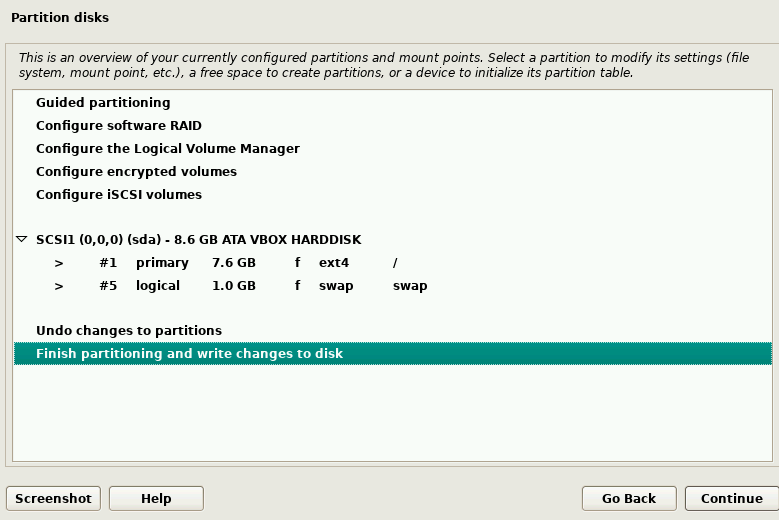 Partition disks
This is an overview of your currently configured partitions and mount points. Select a partition to modify its settings (file
system, mount point, etc.), a free space to create partitions, or a device to initialize its partition table.
Guided partitioning
Configure software RAID
Configure the Logical Volume Manager
Configure encrypted volumes
Configure iSCSI volumes
SCSI1 (0,0,0) (sda) - 8.6 GB ATA VBOX HARDDISK
> #1 primary 7.6 GB f ext4 /
> #5 logical 1.0 GB f swap swap
Undo changes to partitions
Finish partitioning and write changes to disk
Screenshot Help Go Back Continue